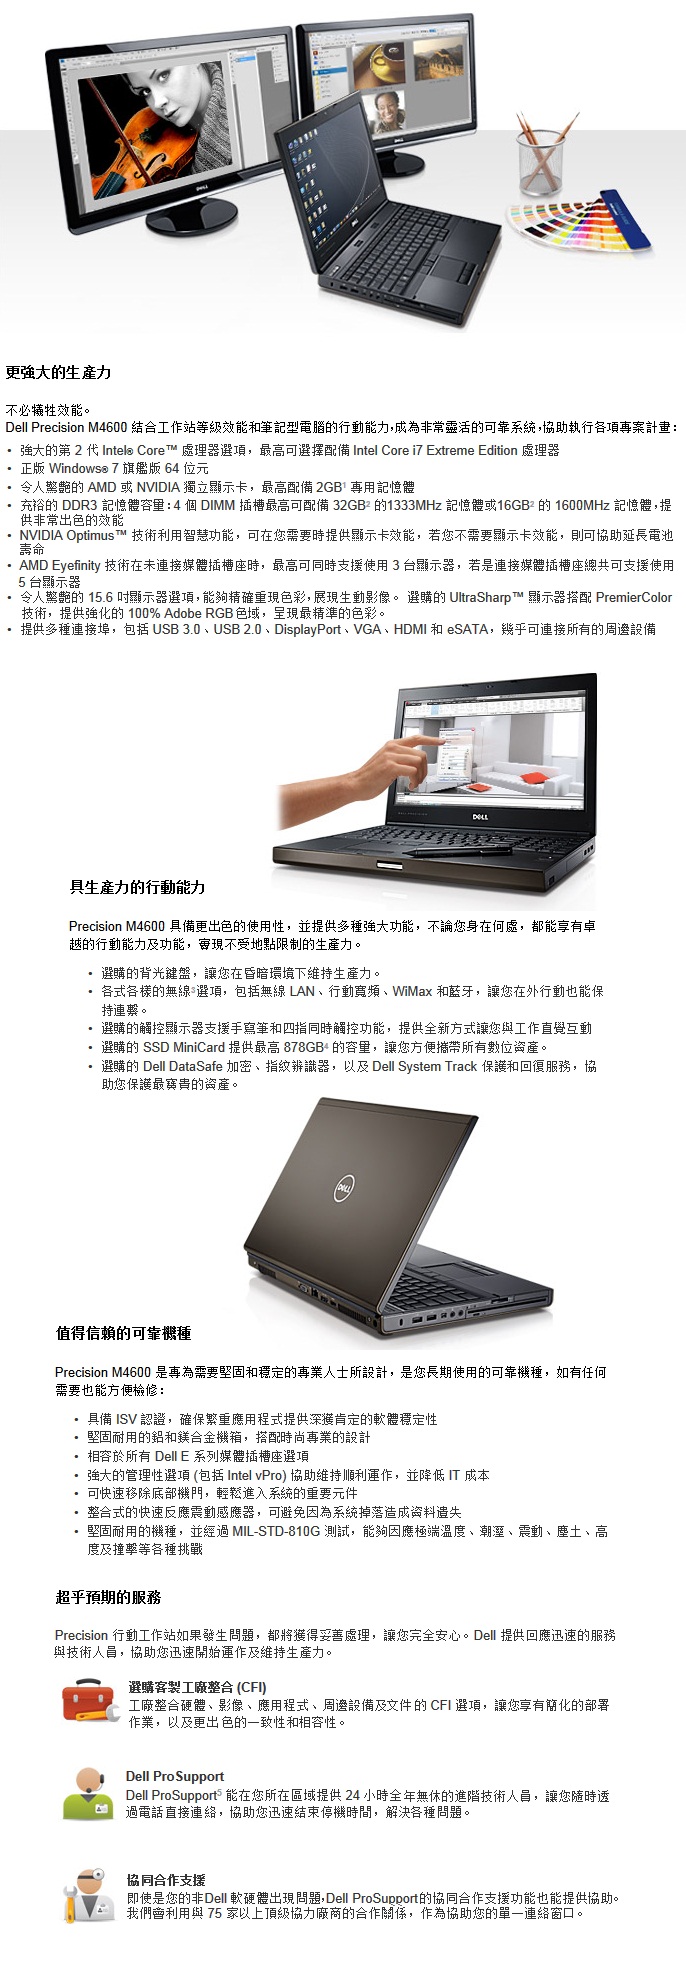 DELL
DELL
DELL
更強大的生產力
不必犧牲效能。
Dell Precision M4600 結合工作站等級效能和筆記型電腦的行動能力,成為非常靈活的可靠系統,協助執行各項專案計畫：
• 強大的第 2 代 Intel® Core™ 處理器選項，最高可選擇配備 Intel Core i7 Extreme Edition 處理器
• 正版 Windows® 7 旗艦版 64 位元
• 令人驚艷的 AMD 或 NVIDIA 獨立顯示卡，最高配備 2GB¹ 專用記憶體
• 充裕的 DDR3 記憶體容量：4 個 DIMM 插槽最高可配備 32GB² 的1333MHz 記憶體或16GB² 的 1600MHz 記憶體，提
供非常出色的效能
• NVIDIA Optimus™ 技術利用智慧功能，可在您需要時提供顯示卡效能，若您不需要顯示卡效能，則可協助延長電池
壽命
• AMD Eyefinity 技術在未連接媒體插槽座時，最高可同時支援使用 3 台顯示器，若是連接媒體插槽座總共可支援使用
5 台顯示器
• 令人驚艷的 15.6 吋顯示器選項，能夠精確重現色彩，展現生動影像。 選購的 UltraSharp™ 顯示器搭配 PremierColor
技術，提供強化的 100% Adobe RGB色域，呈現最精準的色彩。
• 提供多種連接埠，包括 USB 3.0、USB 2.0、DisplayPort、VGA、HDMI 和 eSATA，幾乎可連接所有的周邊設備
DELL
具生產力的行動能力
Precision M4600 具備更出色的使用性，並提供多種強大功能，不論您身在何處，都能享有卓
越的行動能力及功能，實現不受地點限制的生產力。
• 選購的背光鍵盤，讓您在昏暗環境下維持生產力。
• 各式各樣的無線³選項，包括無線 LAN、行動寬頻、WiMax 和藍牙，讓您在外行動也能保
持連繫。
• 選購的觸控顯示器支援手寫筆和四指同時觸控功能，提供全新方式讓您與工作直覺互動
• 選購的 SSD MiniCard 提供最高 878GB⁴ 的容量，讓您方便攜帶所有數位資產。
• 選購的 Dell DataSafe 加密、指紋辨識器，以及 Dell System Track 保護和回復服務，協
助您保護最寶貴的資產。
DELL
值得信賴的可靠機種
Precision M4600 是專為需要堅固和穩定的專業人士所設計，是您長期使用的可靠機種，如有任何
需要也能方便檢修：
• 具備 ISV 認證，確保繁重應用程式提供深獲肯定的軟體穩定性
• 堅固耐用的鋁和鎂合金機箱，搭配時尚專業的設計
• 相容於所有 Dell E 系列媒體插槽座選項
• 強大的管理性選項 (包括 Intel vPro) 協助維持順利運作，並降低 IT 成本
• 可快速移除底部機門，輕鬆進入系統的重要元件
• 整合式的快速反應震動感應器，可避免因為系統掉落造成資料遺失
• 堅固耐用的機種，並經過 MIL-STD-810G 測試，能夠因應極端溫度、潮溼、震動、塵土、高
度及撞擊等各種挑戰
超乎預期的服務
Precision 行動工作站如果發生問題，都將獲得妥善處理，讓您完全安心。Dell 提供回應迅速的服務
與技術人員，協助您迅速開始運作及維持生產力。
選購客製工廠整合 (CFI)
工廠整合硬體、影像、應用程式、周邊設備及文件的 CFI 選項，讓您享有簡化的部署
作業，以及更出色的一致性和相容性。
Dell ProSupport
Dell ProSupport⁵ 能在您所在區域提供 24 小時全年無休的進階技術人員，讓您隨時透
過電話直接連絡，協助您迅速結束停機時間，解決各種問題。
協同合作支援
即使是您的非Dell 軟硬體出現問題,Dell ProSupport的協同合作支援功能也能提供協助。
我們會利用與 75 家以上頂級協力廠商的合作關係，作為協助您的單一連絡窗口。